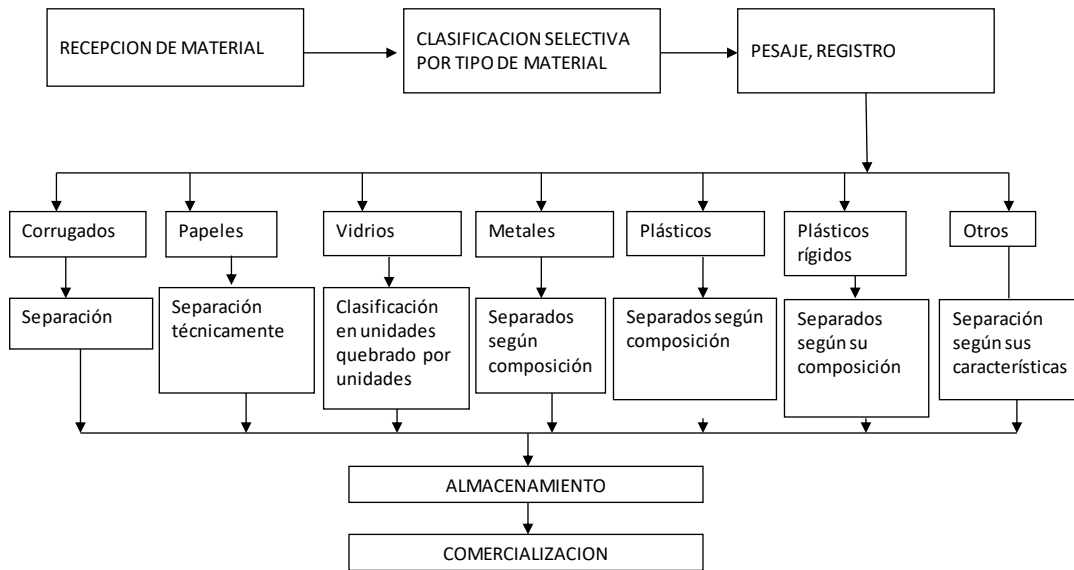 RECEPCION DE MATERIAL
CLASIFICACION SELECTIVA
POR TIPO DE MATERIAL
PESAJE, REGISTRO
Corrugados
Papeles
Vidrios
Metales
Plásticos
Plásticos
rígidos
Otros
Separación
Separación
técnicamente
Clasificación
en unidades
quebrado por
unidades
Separados
según
composición
Separados según
composición
Separados
según su
composición
Separación
según sus
características
ALMACENAMIENTO
COMERCIALIZACION